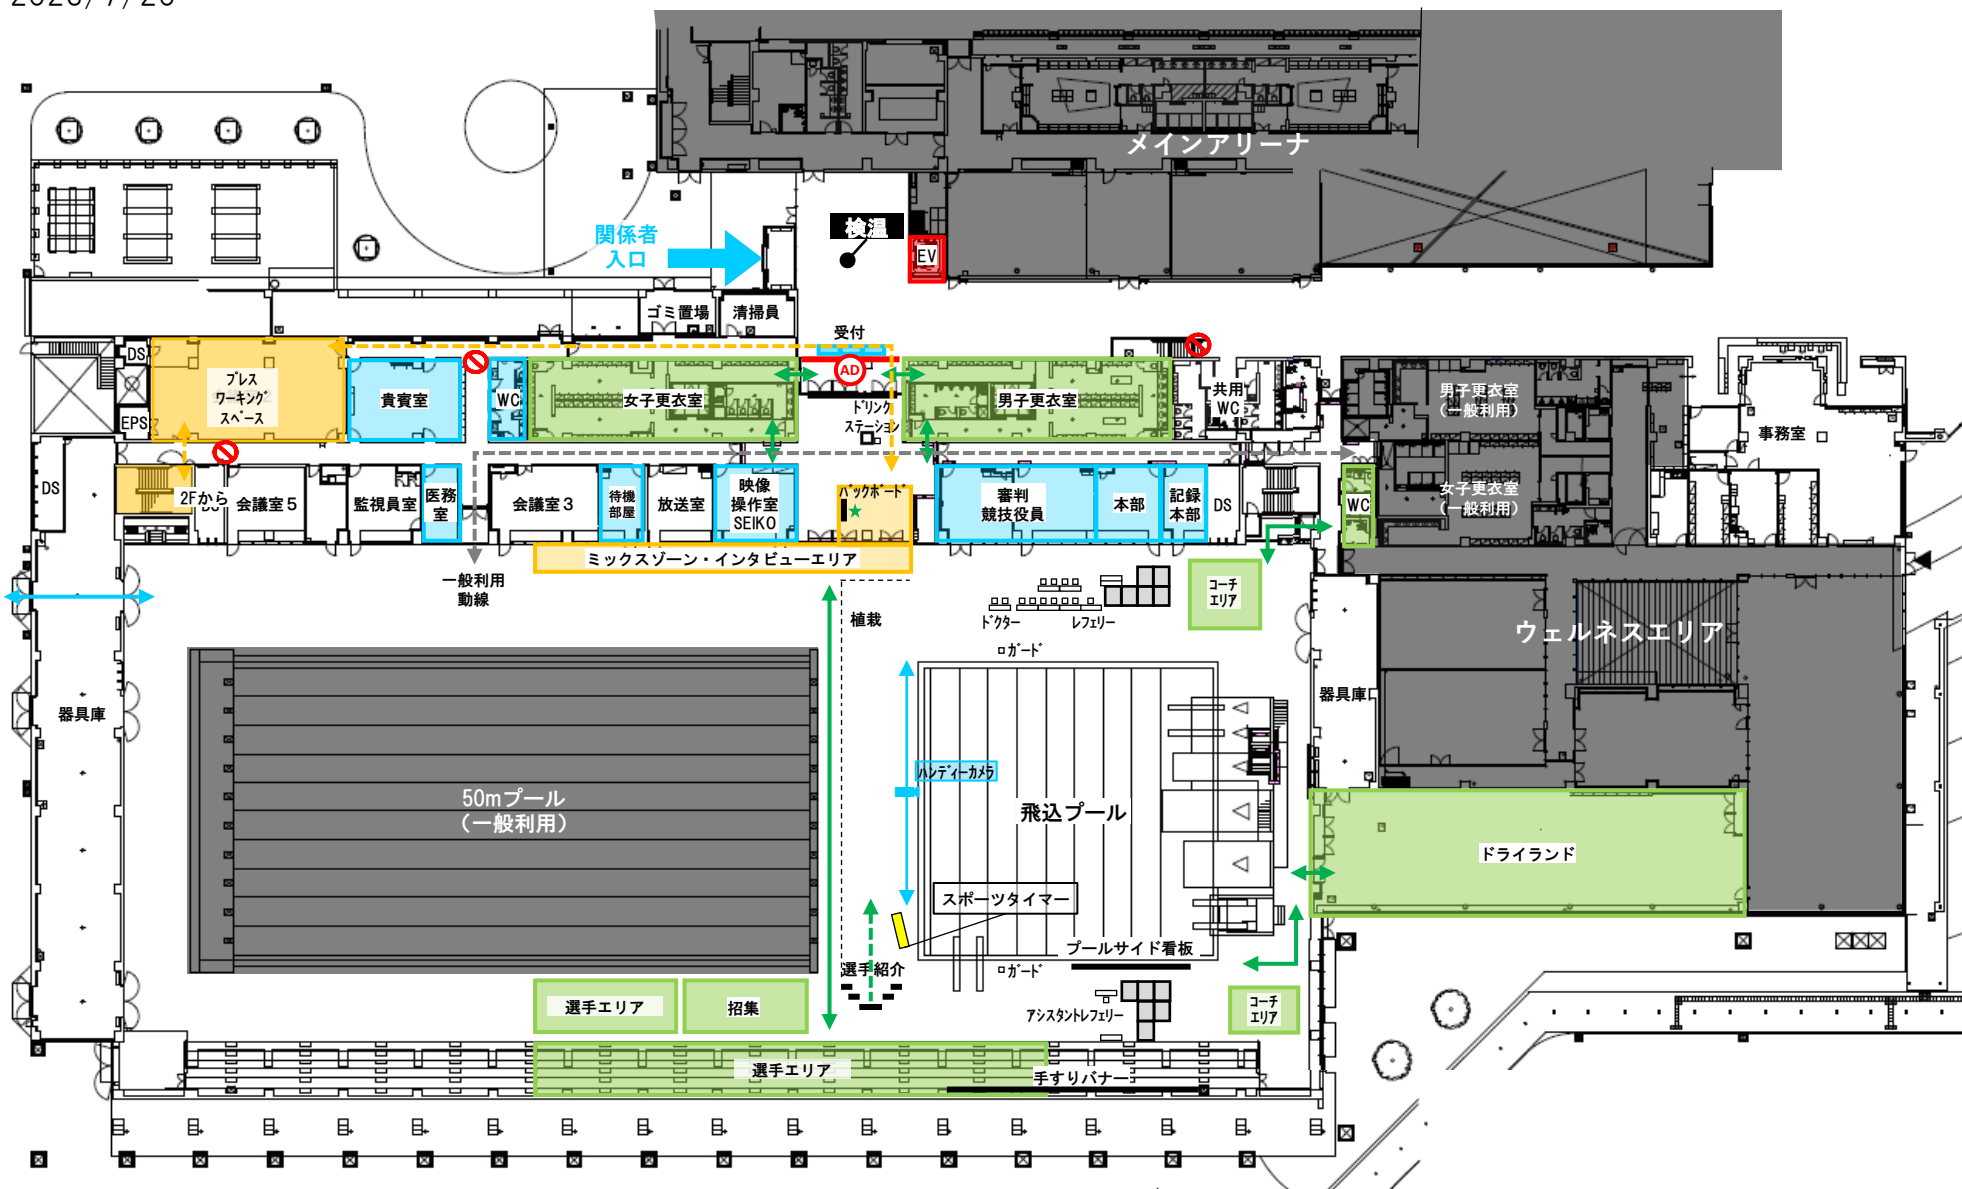 メインアリーナ
検温
関係者
入口
EV
ゴミ置場
清掃員
受付
AD
DS
EPS
プレス
ワーキング
スペース
貴賓室
WC
女子更衣室
男子更衣室
ドリンク
ステーション
共用
WC
男子更衣室
(一般利用)
事務室
DS
2Fから
会議室5
監視員室
医務
室
会議室3
待機
部屋
放送室
映像
操作室
SEIKO
バックボード
審判
競技役員
本部
記録
本部
DS
WC
女子更衣室
(一般利用)
ミックスゾーン・インタビューエリア
一般利用
動線
植栽
ドクター
レフェリー
コーチ
エリア
ガード
ウェルネスエリア
器具庫
器具庫
ハンディーカメラ
50mプール
(一般利用)
飛込プール
ドライランド
スポーツタイマー
プールサイド看板
選手紹介
ガード
選手エリア
招集
アシスタントレフェリー
コーチ
エリア
選手エリア
手すりバナー